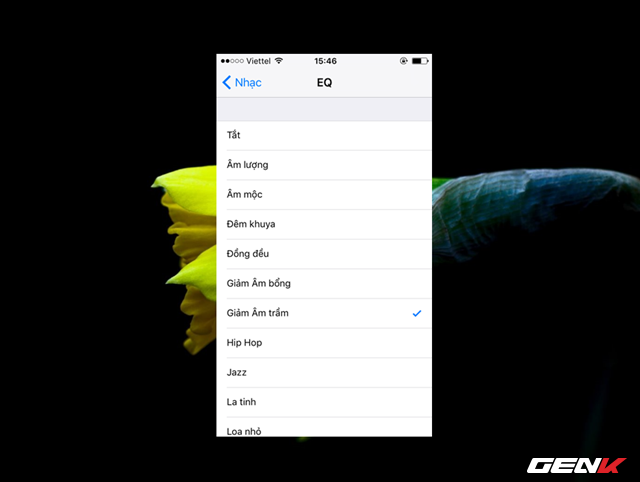 Viettel 15:46
Nhạc EQ
Tắt
Âm lượng
Âm mộc
Đêm khuya
Đồng đều
Giảm Âm bổng
Giảm Âm trầm
Hip Hop
Jazz
La tinh
Loa nhỏ
GENK